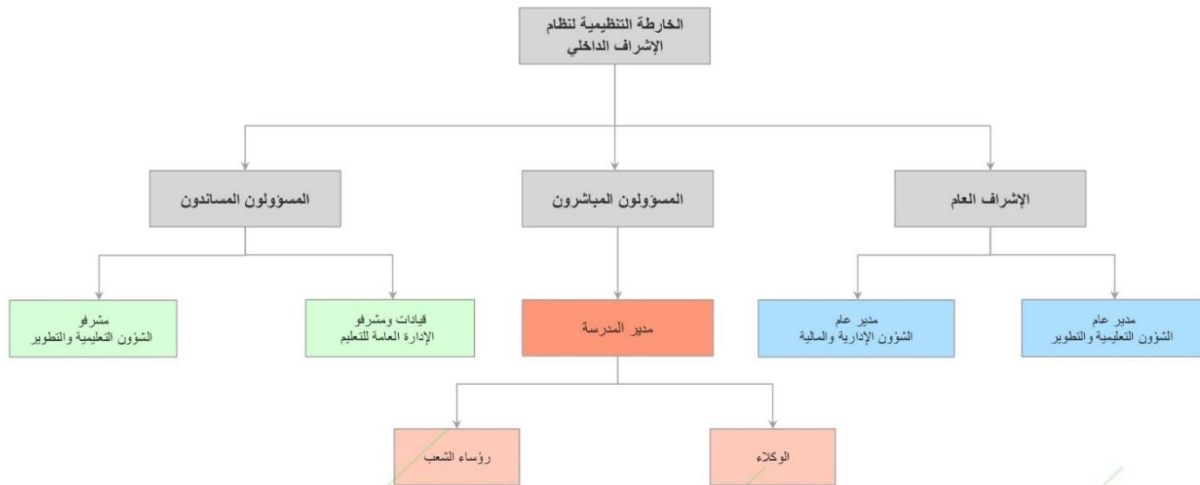 الخارطة التنظيمية لنظام
الإشراف الداخلي
الإشراف العام
المسؤولون المباشرون
المسؤولون المساندون
مدير عام
الشؤون التعليمية والتطوير
مدير عام
الشؤون الإدارية والمالية
مدير المدرسة
قيادات ومشرفو
الإدارة العامة للتعليم
مشرفو
الشؤون التعليمية والتطوير
الوكلاء
رؤساء الشعب